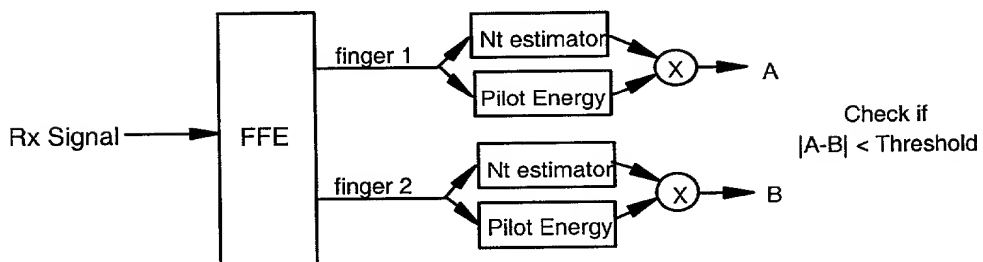 finger 1
Nt estimator
Pilot Energy
X
A
Rx Signal
FFE
Check if
|A-B| < Threshold
finger 2
Nt estimator
Pilot Energy
X
B